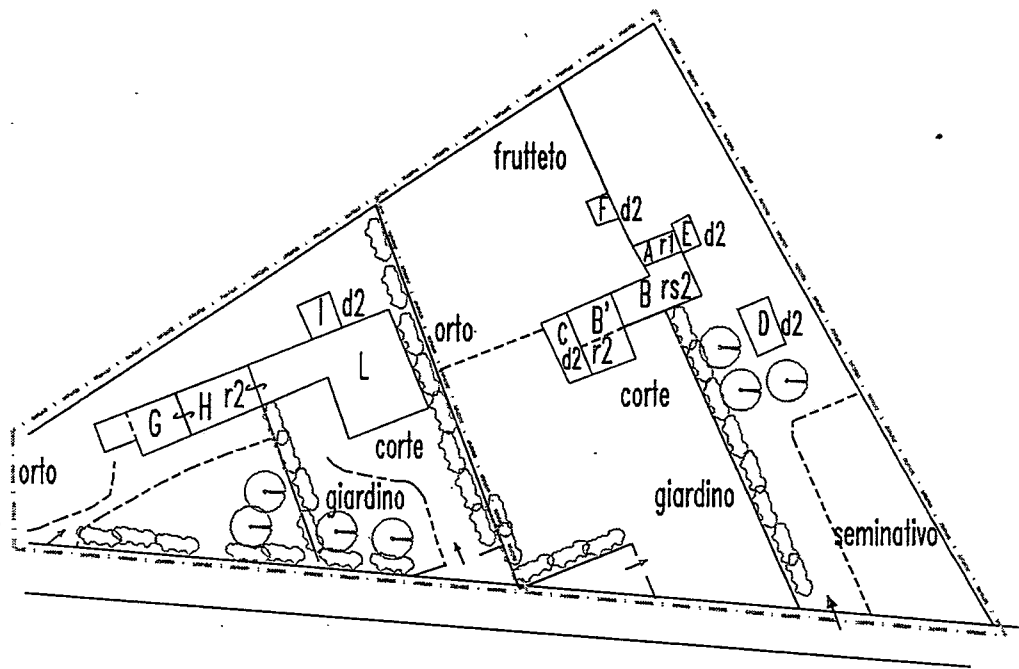 frutteto
F d2
A r1 E d2
B rs2
I d2
orto
C B' D d2
d2 r2
L
corte
H r2
G
corte
orto
giardino
giardino
seminativo